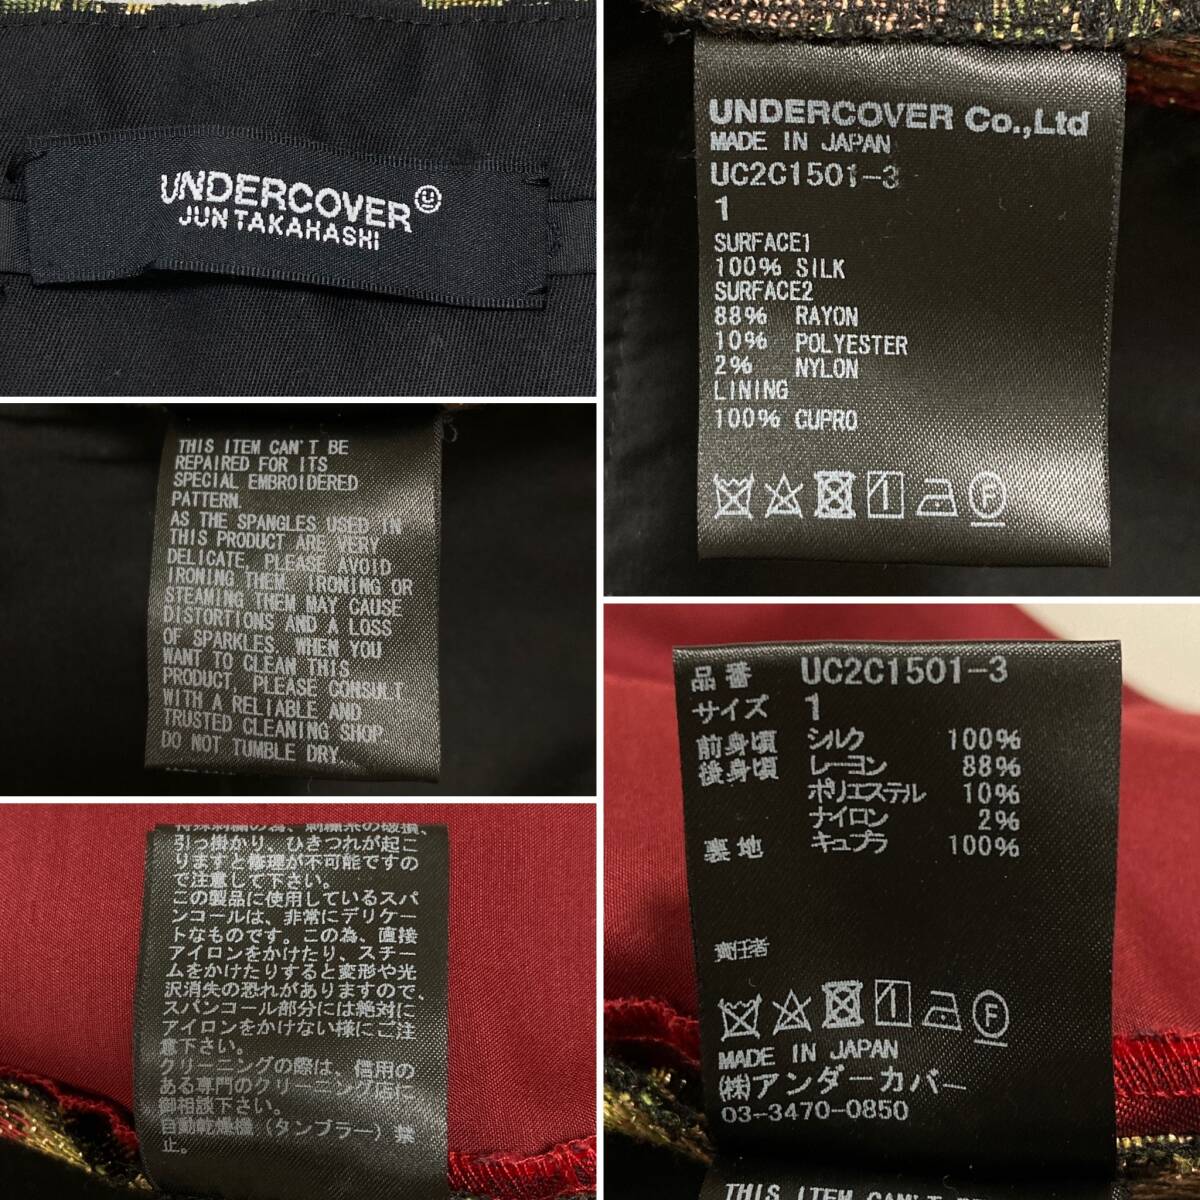 UNDERCOVER
JUN TAKAHASHI
UNDERCOVER Co.,Ltd
MADE IN JAPAN
UC2C1501-3
1
SURFACE1
100% SILK
SURFACE2
88% RAYON
10% POLYESTER
2% NYLON
LINING
100% CUPRO
F
THIS ITEM CAN'T BE
REPAIRED FOR ITS
SPECIAL EMBROIDERED
PATTERN.
AS THE SPANGLES USED IN
THIS PRODUCT ARE VERY
DELICATE, PLEASE AVOID
IRONING THEM. IRONING OR
STEAMING THEM MAY CAUSE
DISTORTIONS AND A LOSS
OF SPARKLES. WHEN YOU
WANT TO CLEAN THIS
PRODUCT, PLEASE CONSULT
WITH A RELIABLE AND
TRUSTED CLEANING SHOP.
DO NOT TUMBLE DRY.
品番 UC2C1501-3
サイズ 1
前身頃 シルク 100%
後身頃 レーヨン 88%
ポリエステル 10%
ナイロン 2%
裏地 キュプラ 100%
責任者
F
MADE IN JAPAN
(株)アンダーカバー
03-3470-0850
THIS ITEM CAN'T BE
特殊刺繍の為、刺繍糸の破損、
引っ掛かり、ひきつれが起こ
りますと修理が不可能ですの
で注意して下さい。
この製品に使用しているスパ
ンコールは、非常にデリケー
トなものです。この為、直接
アイロンをかけたり、スチー
ムをかけたりすると変形や光
沢消失の恐れがありますので、
スパンコール部分には絶対に
アイロンをかけない様にご注
意下さい。
クリーニングの際は、信用の
ある専門のクリーニング店に
御相談下さい。
自動乾燥機（タンブラー）禁
止。